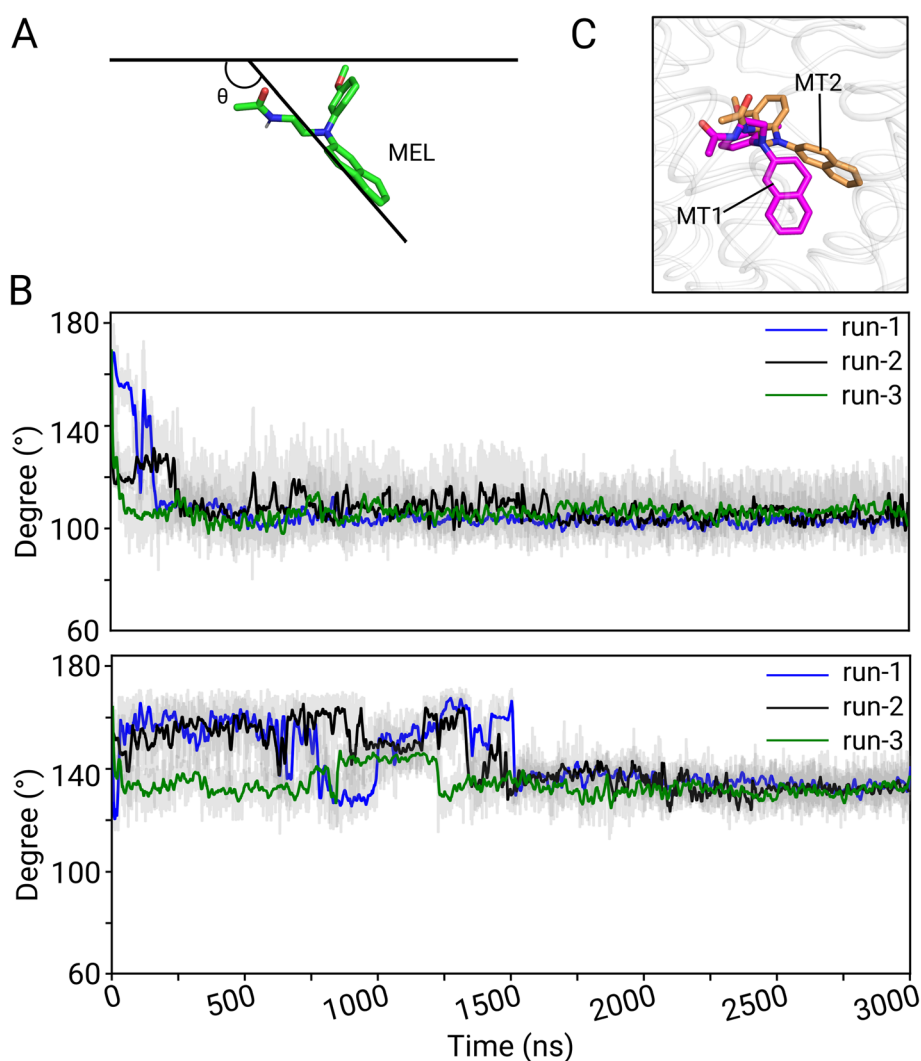 A
θ
MEL
C
MT2
MT1
B
Degree (°)
180
140
100
60
run-1
run-2
run-3
Degree (°)
180
140
100
60
run-1
run-2
run-3
0
500
1000
1500
2000
2500
3000
Time (ns)